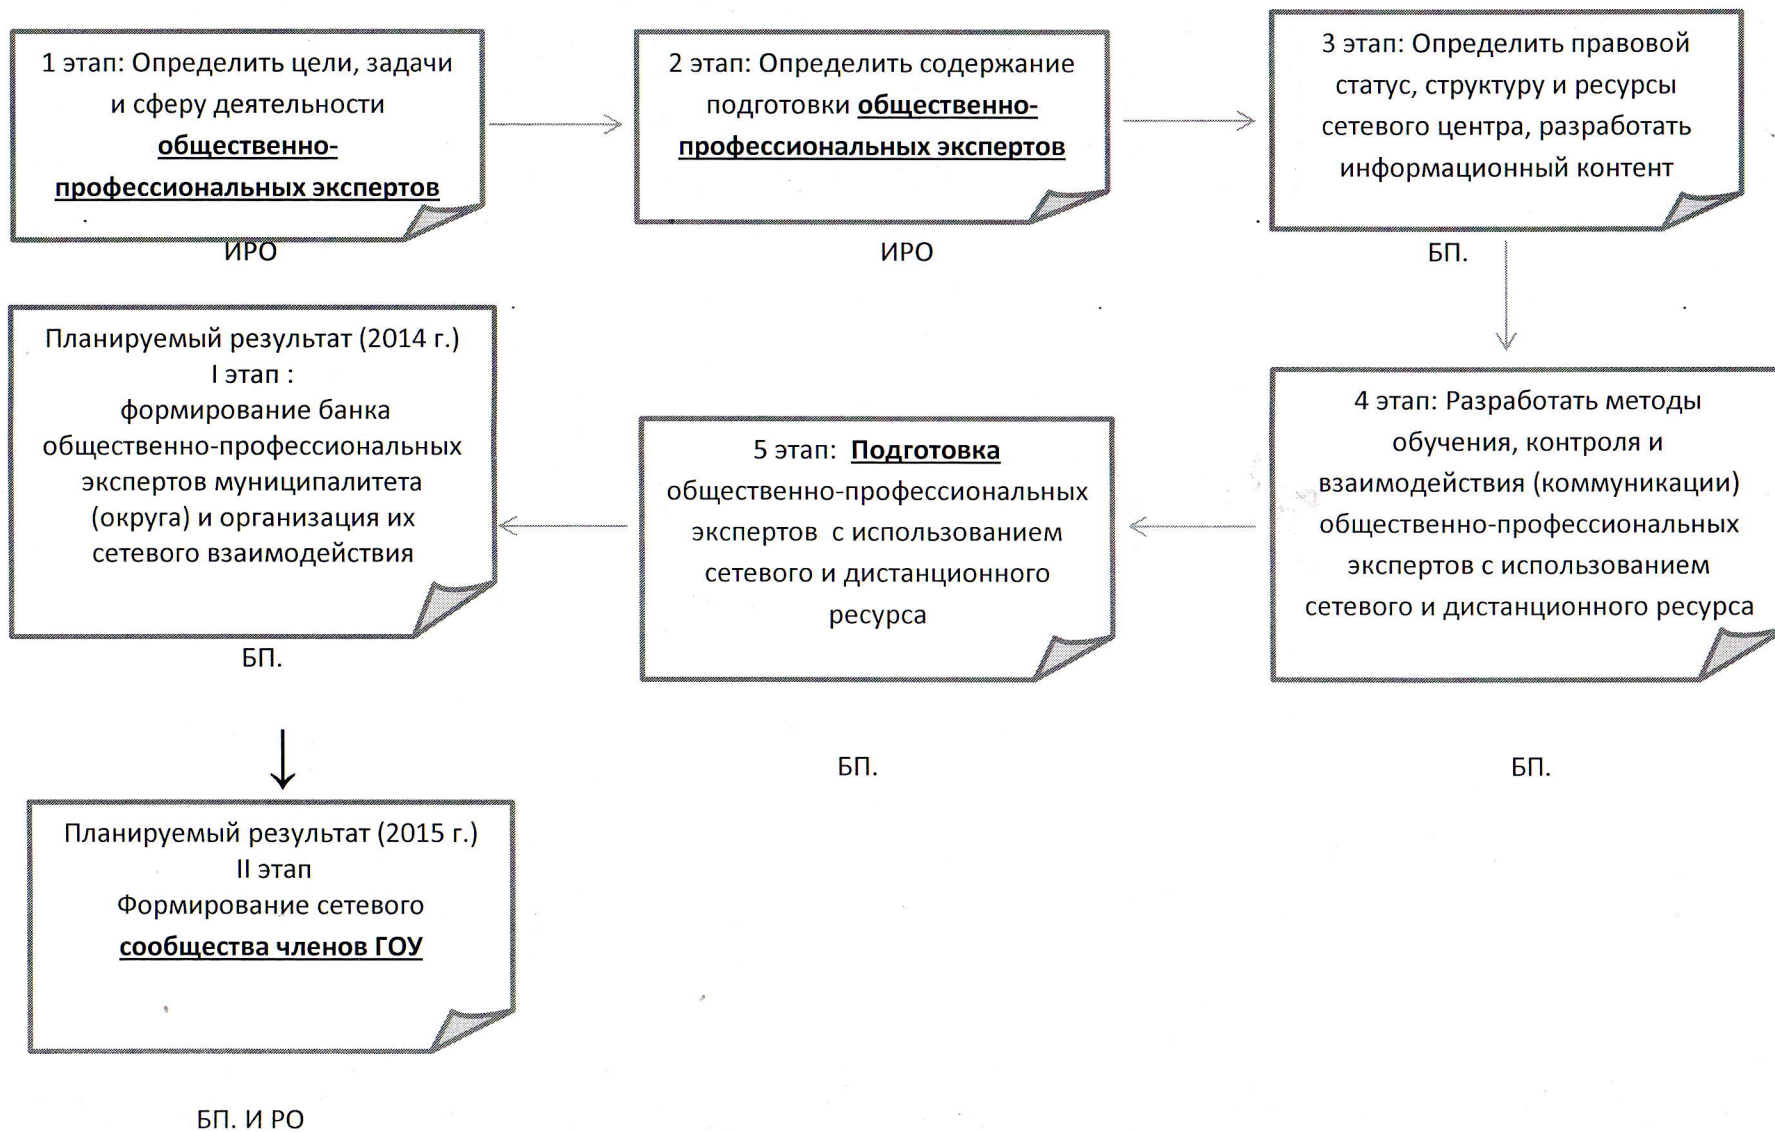 1 этап: Определить цели, задачи
и сферу деятельности
общественно-
профессиональных экспертов
ИРО
2 этап: Определить содержание
подготовки общественно-
профессиональных экспертов
ИРО
3 этап: Определить правовой
статус, структуру и ресурсы
сетевого центра, разработать
информационный контент
БП.
4 этап: Разработать методы
обучения, контроля и
взаимодействия (коммуникации)
общественно-профессиональных
экспертов с использованием
сетевого и дистанционного ресурса
БП.
5 этап: Подготовка
общественно-профессиональных
экспертов с использованием
сетевого и дистанционного
ресурса
БП.
Планируемый результат (2014 г.)
I этап :
формирование банка
общественно-профессиональных
экспертов муниципалитета
(округа) и организация их
сетевого взаимодействия
БП.
Планируемый результат (2015 г.)
II этап
Формирование сетевого
сообщества членов ГОУ
БП. И РО